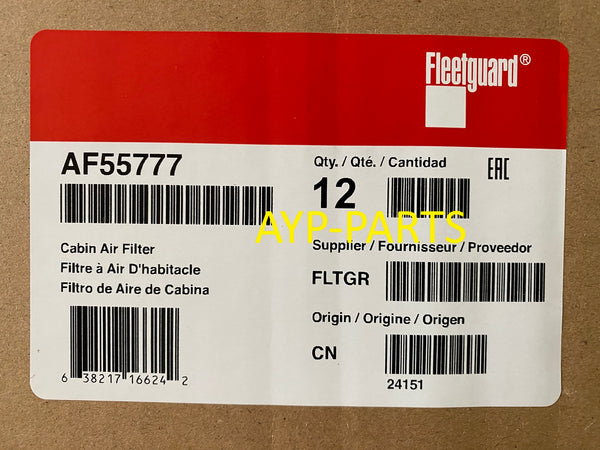 Fleetguard®
AF55777
Qty. / Qté. / Cantidad
12
EAC
AYP-PARTS
Cabin Air Filter
Filtre à Air D'habitacle
Filtro de Aire de Cabina
Supplier / Fournisseur / Proveedor
FLTGR
Origin / Origine / Origen
CN
24151
6 38217 16624 2